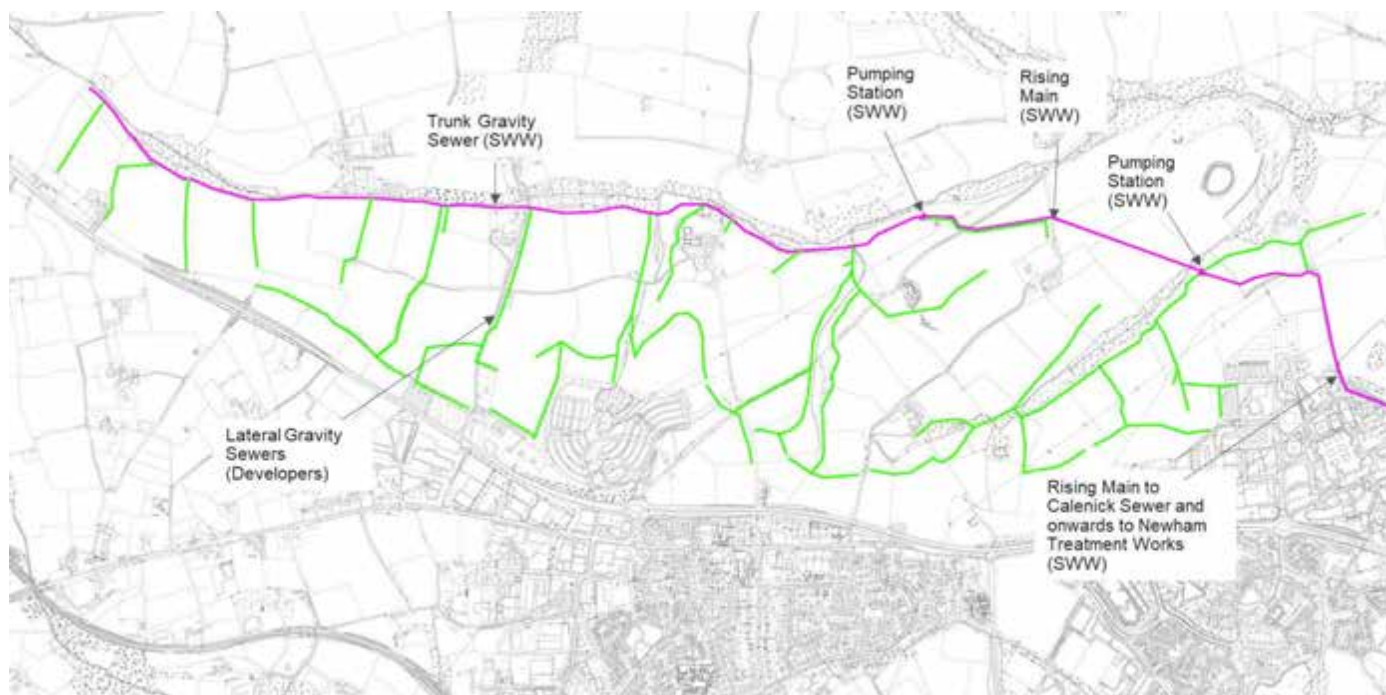 Trunk Gravity
Sewer (SWW)
Pumping
Station
(SWW)
Rising
Main
(SWW)
Pumping
Station
(SWW)
Lateral Gravity
Sewers
(Developers)
Rising Main to
Calenick Sewer and
onwards to Newham
Treatment Works
(SWW)